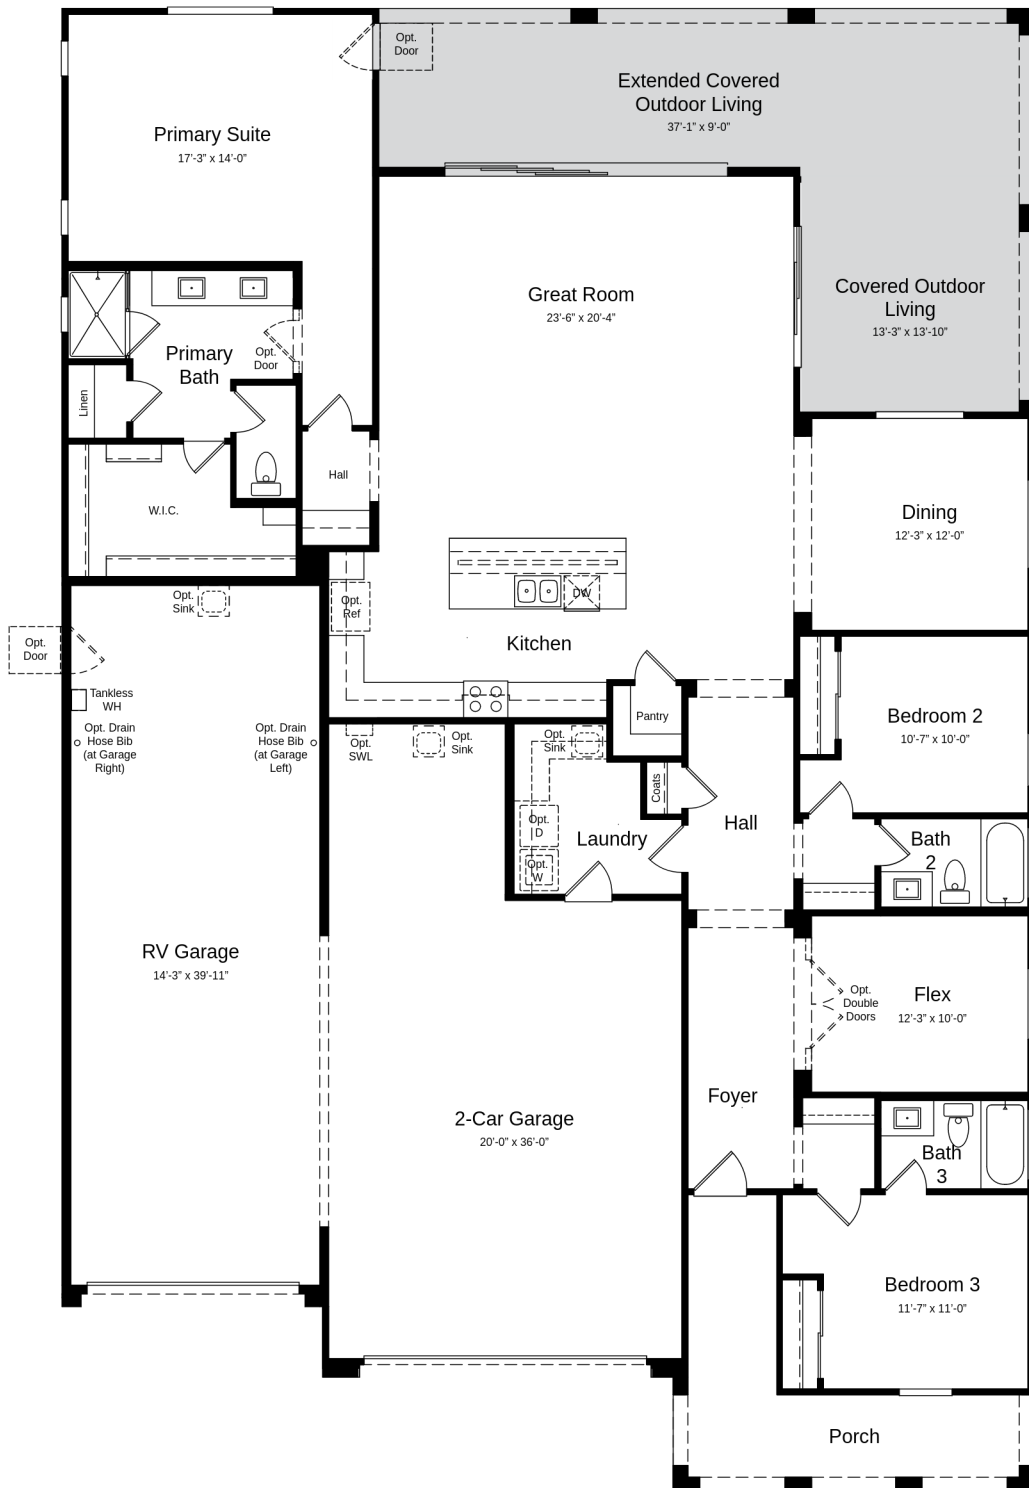 Opt.
Door
Extended Covered
Outdoor Living
37'-1" x 9'-0"
Primary Suite
17'-3" x 14'-0"
Great Room
23'-6" x 20'-4"
Covered Outdoor
Living
13'-3" x 13'-10"
Primary
Bath
Opt.
Door
Linen
Hall
W.I.C.
Dining
12'-3" x 12'-0"
Opt.
Sink
Opt.
Ref
DW
Kitchen
Opt.
Door
Tankless
WH
Opt. Drain
Hose Bib
(at Garage
Right)
Opt. Drain
Hose Bib
(at Garage
Left)
Opt.
SWL
Opt.
Sink
Opt.
Sink
Pantry
Bedroom 2
10'-7" x 10'-0"
Coats
Opt.
D
Laundry
Opt.
W
Hall
Bath
2
RV Garage
14'-3" x 39'-11"
Opt.
Double
Doors
Flex
12'-3" x 10'-0"
Foyer
2-Car Garage
20'-0" x 36'-0"
Bath
3
Bedroom 3
11'-7" x 11'-0"
Porch